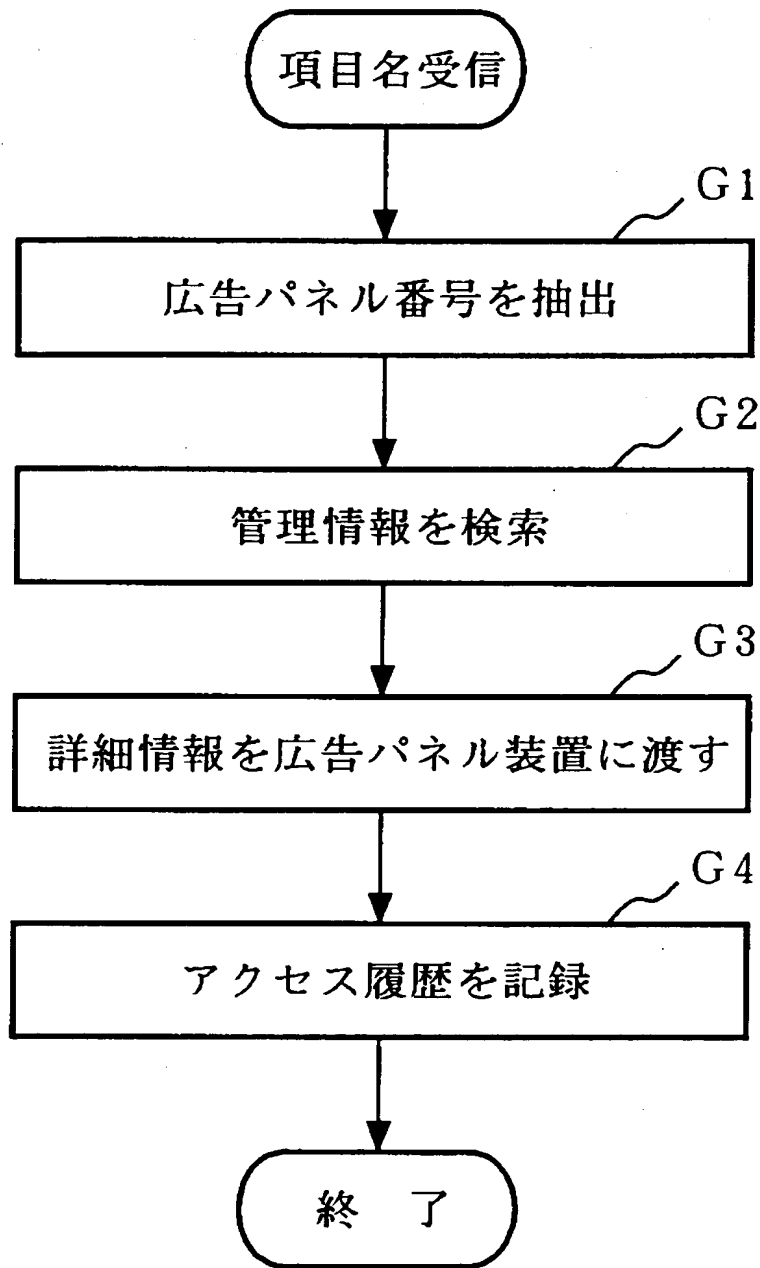 項目名受信
G1
広告パネル番号を抽出
G2
管理情報を検索
G3
詳細情報を広告パネル装置に渡す
G4
アクセス履歴を記録
終 了